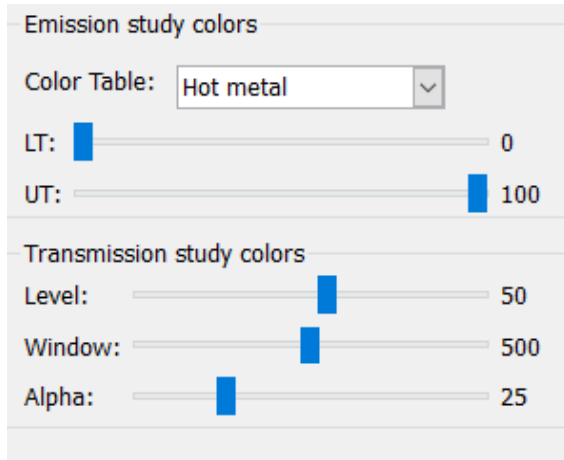 Emission study colors
Color Table: Hot metal
LT: 0
UT: 100
Transmission study colors
Level: 50
Window: 500
Alpha: 25